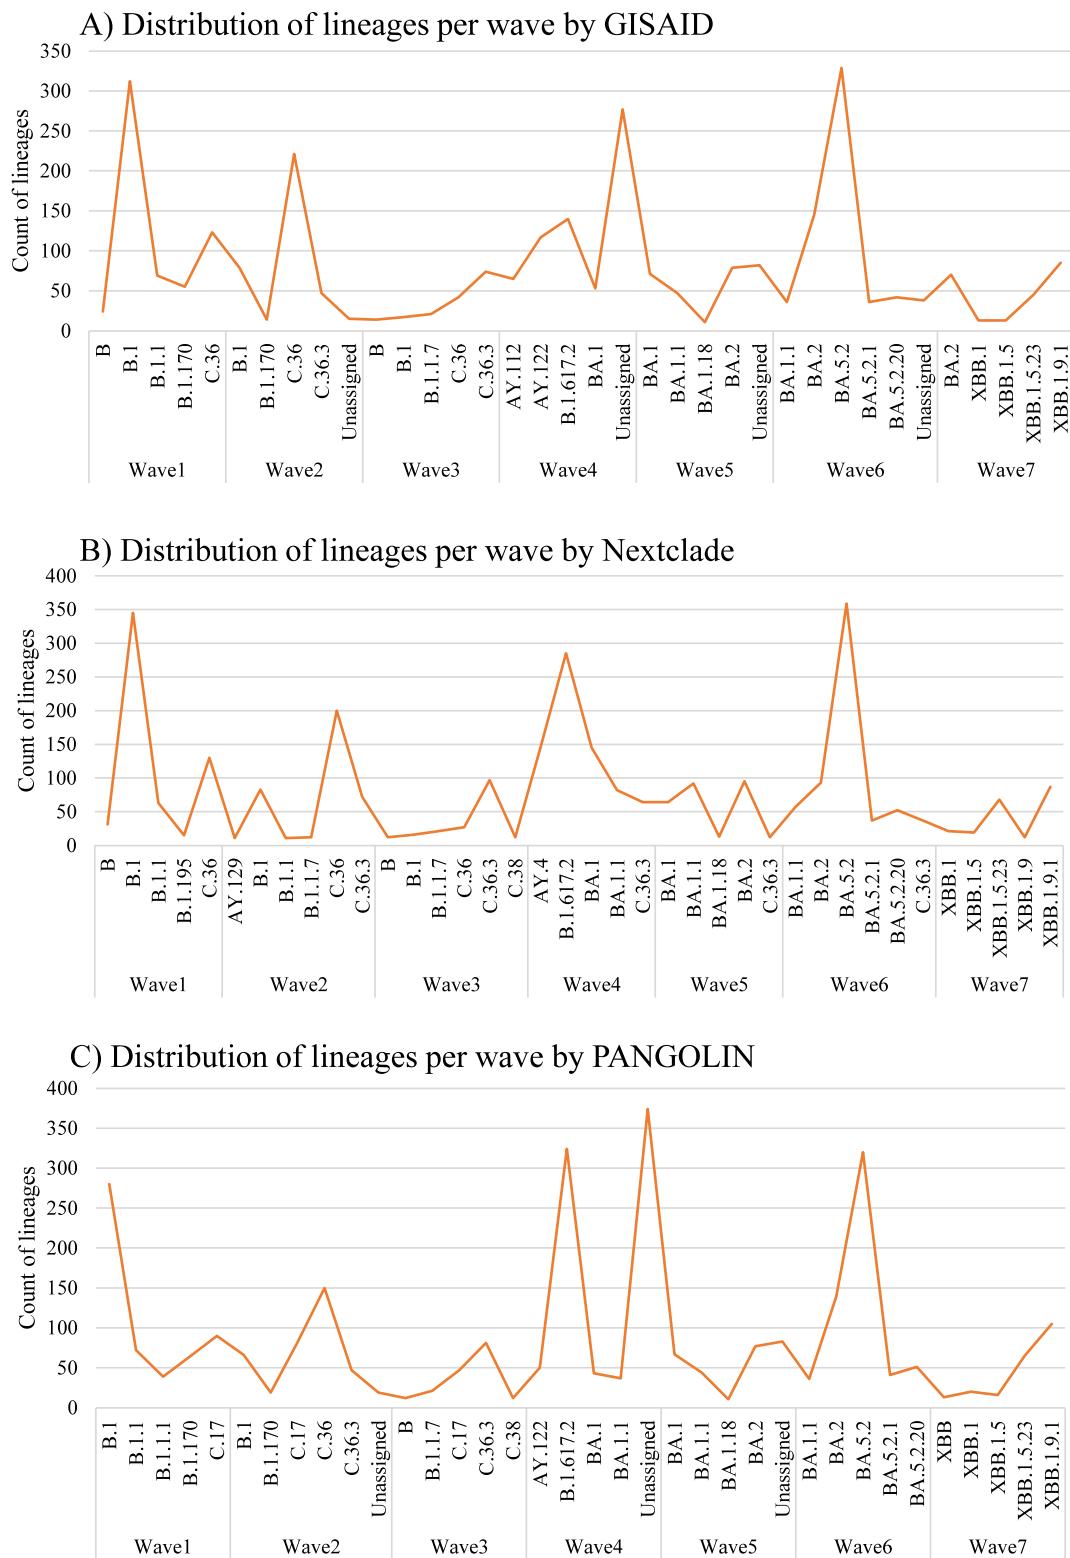 A) Distribution of lineages per wave by GISAID
Count of lineages
350
300
250
200
150
100
50
0
B
B.1
B.1.1
B.1.170
C.36
B.1
B.1.170
C.36
C.36.3
Unassigned
B
B.1
B.1.1.7
C.36
C.36.3
AY.112
AY.122
B.1.617.2
BA.1
Unassigned
BA.1
BA.1.1
BA.1.18
BA.2
Unassigned
BA.1.1
BA.2
BA.5.2
BA.5.2.1
BA.5.2.20
Unassigned
BA.2
XBB.1
XBB.1.5
XBB.1.5.23
XBB.1.9.1
Wave1 Wave2 Wave3 Wave4 Wave5 Wave6 Wave7
B) Distribution of lineages per wave by Nextclade
Count of lineages
400
350
300
250
200
150
100
50
0
B
B.1
B.1.1
B.1.195
C.36
AY.129
B.1
B.1.1
B.1.1.7
C.36
C.36.3
B
B.1
B.1.1.7
C.36
C.36.3
C.38
AY.4
B.1.617.2
BA.1
BA.1.1
C.36.3
BA.1
BA.1.1
BA.1.18
BA.2
C.36.3
BA.1.1
BA.2
BA.5.2
BA.5.2.1
BA.5.2.20
C.36.3
XBB.1
XBB.1.5
XBB.1.5.23
XBB.1.9
XBB.1.9.1
Wave1 Wave2 Wave3 Wave4 Wave5 Wave6 Wave7
C) Distribution of lineages per wave by PANGOLIN
Count of lineages
400
350
300
250
200
150
100
50
0
B.1
B.1.1
B.1.1.1
B.1.170
C.17
B.1
B.1.170
C.17
C.36
C.36.3
Unassigned
B
B.1.1.7
C.17
C.36.3
C.38
AY.122
B.1.617.2
BA.1
BA.1.1
Unassigned
BA.1
BA.1.1
BA.1.18
BA.2
Unassigned
BA.1.1
BA.2
BA.5.2
BA.5.2.1
BA.5.2.20
XBB
XBB.1
XBB.1.5
XBB.1.5.23
XBB.1.9.1
Wave1 Wave2 Wave3 Wave4 Wave5 Wave6 Wave7